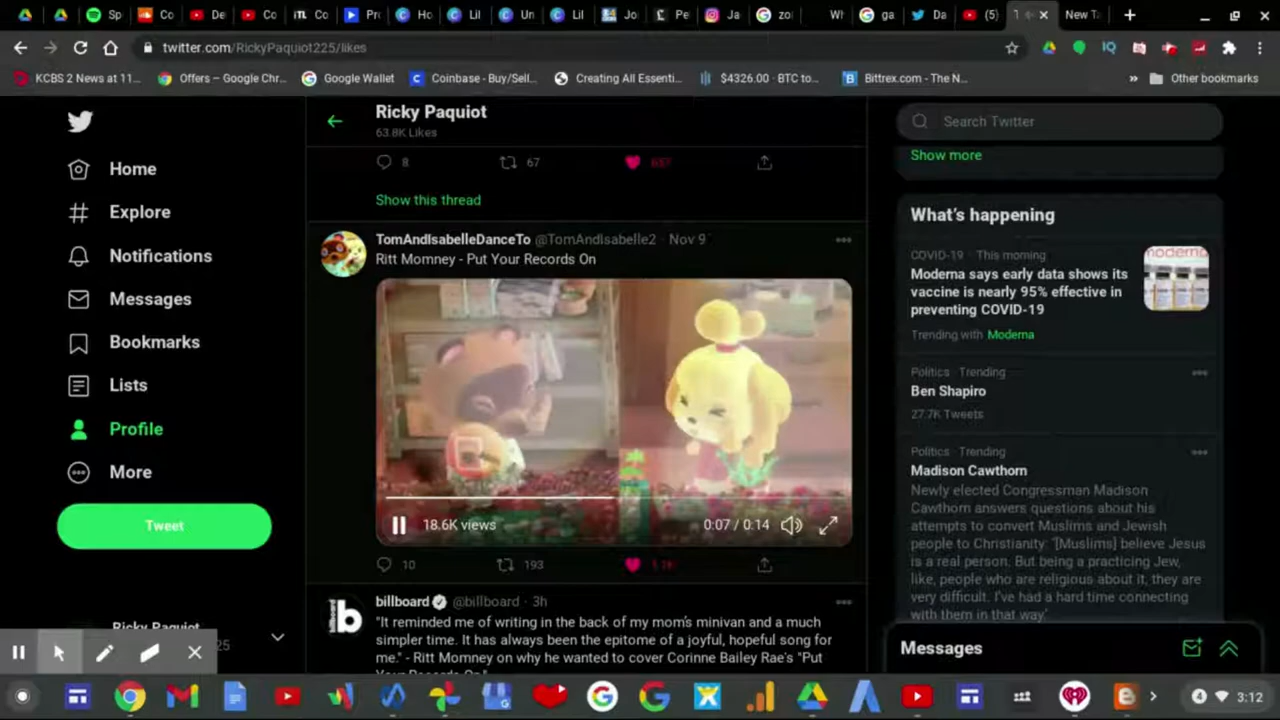 Sp
Co
De
Co
Co
Pro
Ho
Lil
Un
Lil
Jo
Pe
Ja
zoi
Wh
ga
Da
(5)
New Ta
twitter.com/RickyPaquiot225/likes
KCBS 2 News at 11...
Offers – Google Chr...
Google Wallet
Coinbase - Buy/Sell...
Creating All Essenti...
$4326.00 · BTC to...
Bittrex.com - The N...
»
Other bookmarks
Home
Explore
Notifications
Messages
Bookmarks
Lists
Profile
More
Tweet
Ricky Paquiot
25
Ricky Paquiot
63.8K Likes
8
67
637
Show this thread
TomAndIsabelleDanceTo @TomAndIsabelle2 · Nov 9
Ritt Momney - Put Your Records On
18.6K views
0:07 / 0:14
10
193
1.1K
billboard @billboard · 3h
"It reminded me of writing in the back of my mom's minivan and a much
simpler time. It has always been the epitome of a joyful, hopeful song for
me." - Ritt Momney on why he wanted to cover Corinne Bailey Rae's "Put
Your Records On"
Search Twitter
Show more
What's happening
COVID-19 · This morning
Moderna says early data shows its
vaccine is nearly 95% effective in
preventing COVID-19
Trending with Moderna
moderna
Politics · Trending
Ben Shapiro
27.7K Tweets
Politics · Trending
Madison Cawthorn
Newly elected Congressman Madison
Cawthorn answers questions about his
attempts to convert Muslims and Jewish
people to Christianity: '[Muslims] believe Jesus
is a real person. But being a practicing Jew,
like, people who are religious about it, they are
very difficult. I've had a hard time connecting
with them in that way.'
Messages
4
3:12